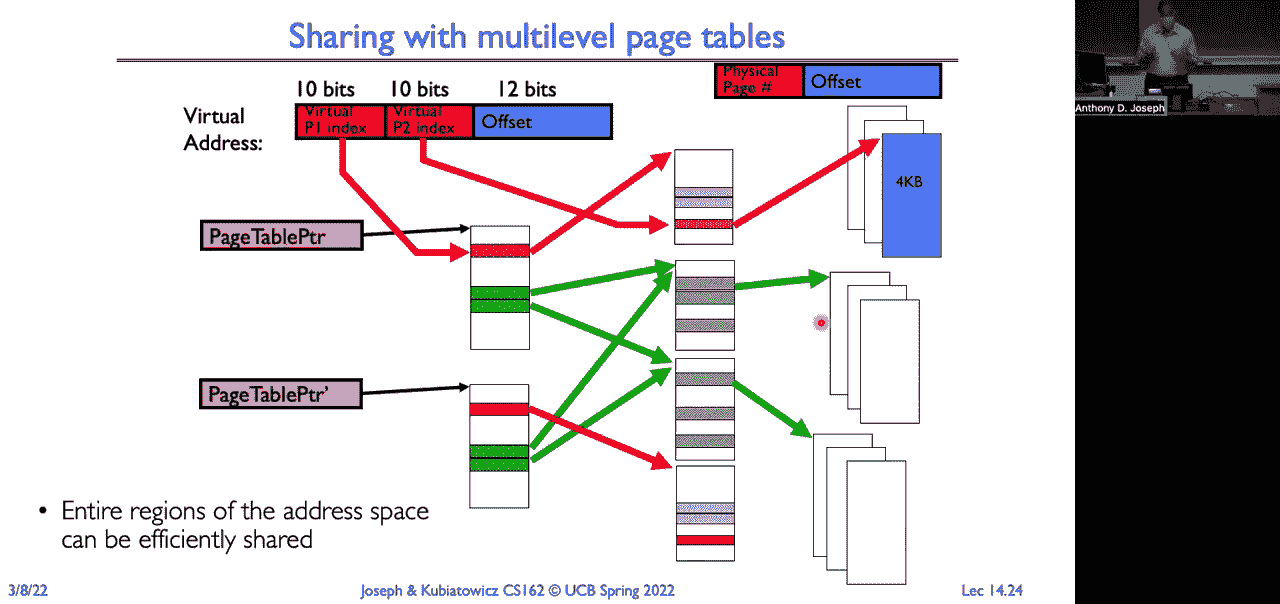 Sharing with multilevel page tables
10 bits 10 bits 12 bits
Virtual
Address:
Virtual
P1 index
Virtual
P2 index
Offset
Physical
Page #
Offset
4KB
PageTablePtr
PageTablePtr’
• Entire regions of the address space
can be efficiently shared
3/8/22
Joseph & Kubiatowicz CS162 © UCB Spring 2022
Lec 14.24
Anthony D. Joseph